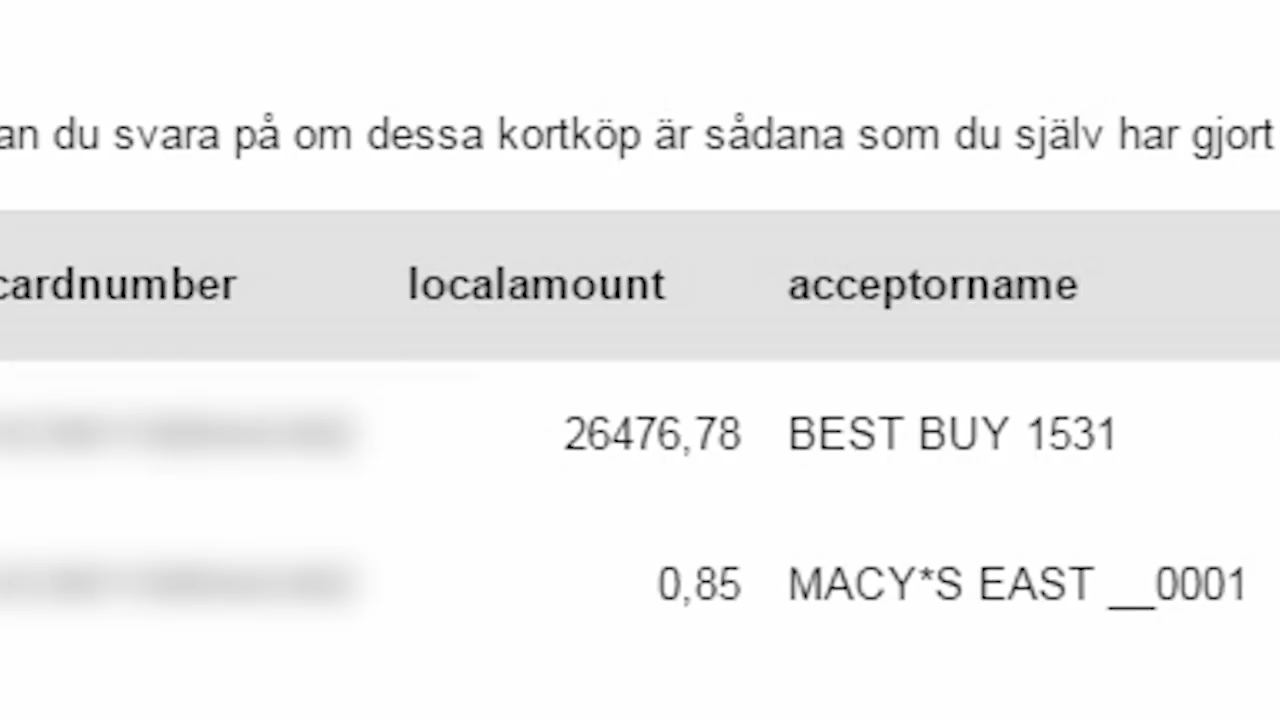 an du svara på om dessa kortköp är sådana som du själv har gjort
cardnumber localamount acceptorname
26476,78 BEST BUY 1531
0,85 MACY*S EAST __0001